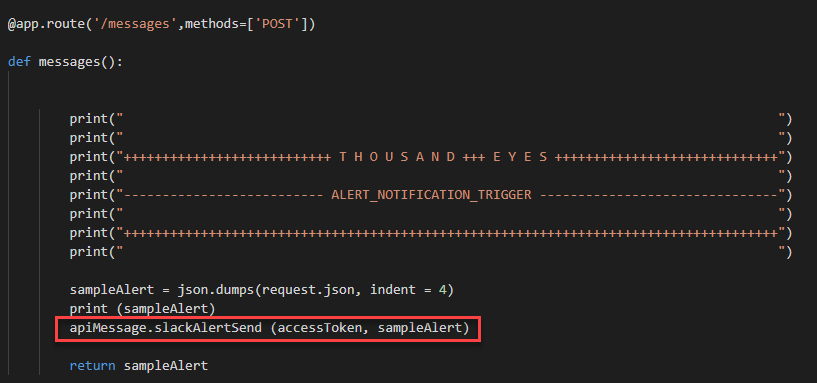 @app.route('/messages',methods=['POST'])
def messages():
print("                                                                                     ")
print("                                                                                     ")
print("+++++++++++++++++++++++++++ T H O U S A N D +++ E Y E S +++++++++++++++++++++++++++++")
print("                                                                                     ")
print("-------------------------- ALERT_NOTIFICATION_TRIGGER -------------------------------")
print("                                                                                     ")
print("+++++++++++++++++++++++++++++++++++++++++++++++++++++++++++++++++++++++++++++++++++++")
print("                                                                                     ")
sampleAlert = json.dumps(request.json, indent = 4)
print (sampleAlert)
apiMessage.slackAlertSend (accessToken, sampleAlert)
return sampleAlert